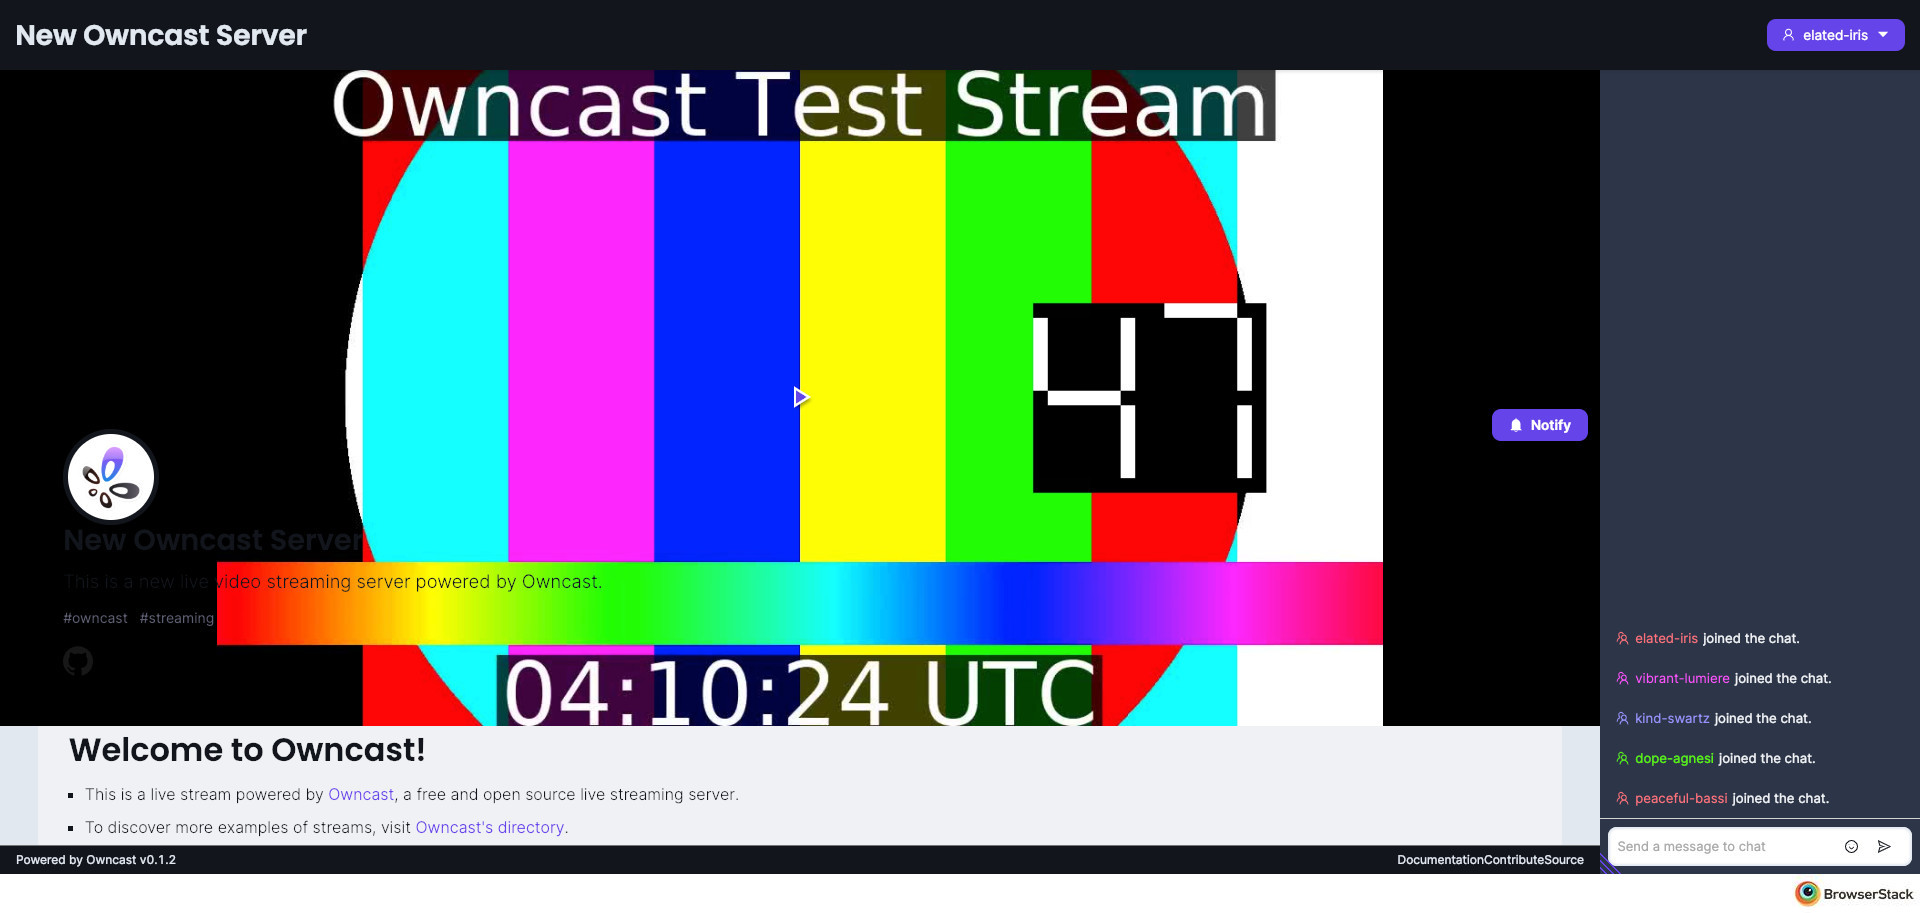 New Owncast Server
elated-iris
Owncast Test Stream
47
Notify
New Owncast Server
This is a new live video streaming server powered by Owncast.
#owncast #streaming
04:10:24 UTC
Welcome to Owncast!
This is a live stream powered by Owncast, a free and open source live streaming server.
To discover more examples of streams, visit Owncast's directory.
elated-iris joined the chat.
vibrant-lumiere joined the chat.
kind-swartz joined the chat.
dope-agnesi joined the chat.
peaceful-bassi joined the chat.
Send a message to chat
Powered by Owncast v0.1.2
DocumentationContributeSource
BrowserStack